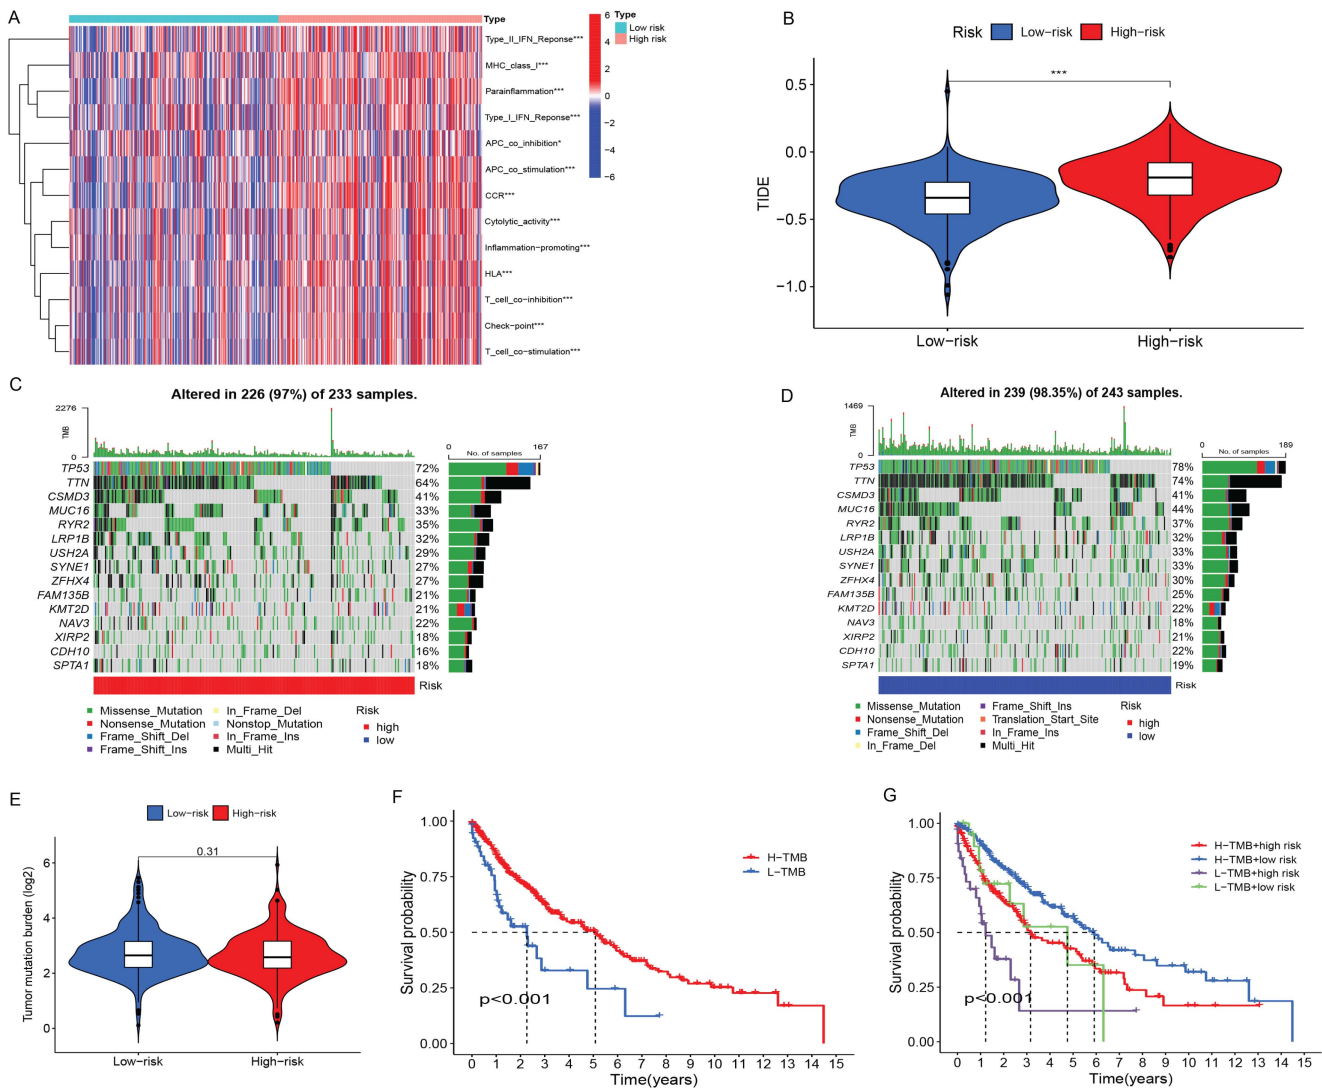 A
Type
Type_II_IFN_Reponse***
MHC_class_I***
Parainflammation***
Type_I_IFN_Reponse***
APC_co_inhibition*
APC_co_stimulation***
CCR***
Cytolytic_activity***
Inflammation-promoting***
HLA***
T_cell_co-inhibition***
Check-point***
T_cell_co-stimulation***
6
4
2
0
−2
−4
−6
Type
Low risk
High risk
B
Risk Low-risk High-risk
***
TIDE
0.5
0.0
−0.5
−1.0
Low-risk High-risk
C
Altered in 226 (97%) of 233 samples.
2276
0
TMB
0 167
No. of samples
TP53 72%
TTN 64%
CSMD3 41%
MUC16 33%
RYR2 35%
LRP1B 32%
USH2A 29%
SYNE1 27%
ZFHX4 27%
FAM135B 21%
KMT2D 21%
NAV3 22%
XIRP2 18%
CDH10 16%
SPTA1 18%
Risk
Missense_Mutation
Nonsense_Mutation
Frame_Shift_Del
Frame_Shift_Ins
In_Frame_Del
Nonstop_Mutation
In_Frame_Ins
Multi_Hit
Risk
high
low
D
Altered in 239 (98.35%) of 243 samples.
1469
0
TMB
0 189
No. of samples
TP53 78%
TTN 74%
CSMD3 41%
MUC16 44%
RYR2 37%
LRP1B 32%
USH2A 33%
SYNE1 33%
ZFHX4 30%
FAM135B 25%
KMT2D 22%
NAV3 18%
XIRP2 21%
CDH10 22%
SPTA1 19%
Risk
Missense_Mutation
Nonsense_Mutation
Frame_Shift_Del
In_Frame_Del
Frame_Shift_Ins
Translation_Start_Site
In_Frame_Ins
Multi_Hit
Risk
high
low
E
Low-risk High-risk
0.31
Tumor mutation burden (log2)
6
4
2
0
Low-risk High-risk
F
Survival probability
1.00
0.75
0.50
0.25
0.00
p<0.001
H-TMB
L-TMB
0 1 2 3 4 5 6 7 8 9 10 11 12 13 14 15
Time(years)
G
Survival probability
1.00
0.75
0.50
0.25
0.00
p<0.001
H-TMB+high risk
H-TMB+low risk
L-TMB+high risk
L-TMB+low risk
0 1 2 3 4 5 6 7 8 9 10 11 12 13 14 15
Time(years)